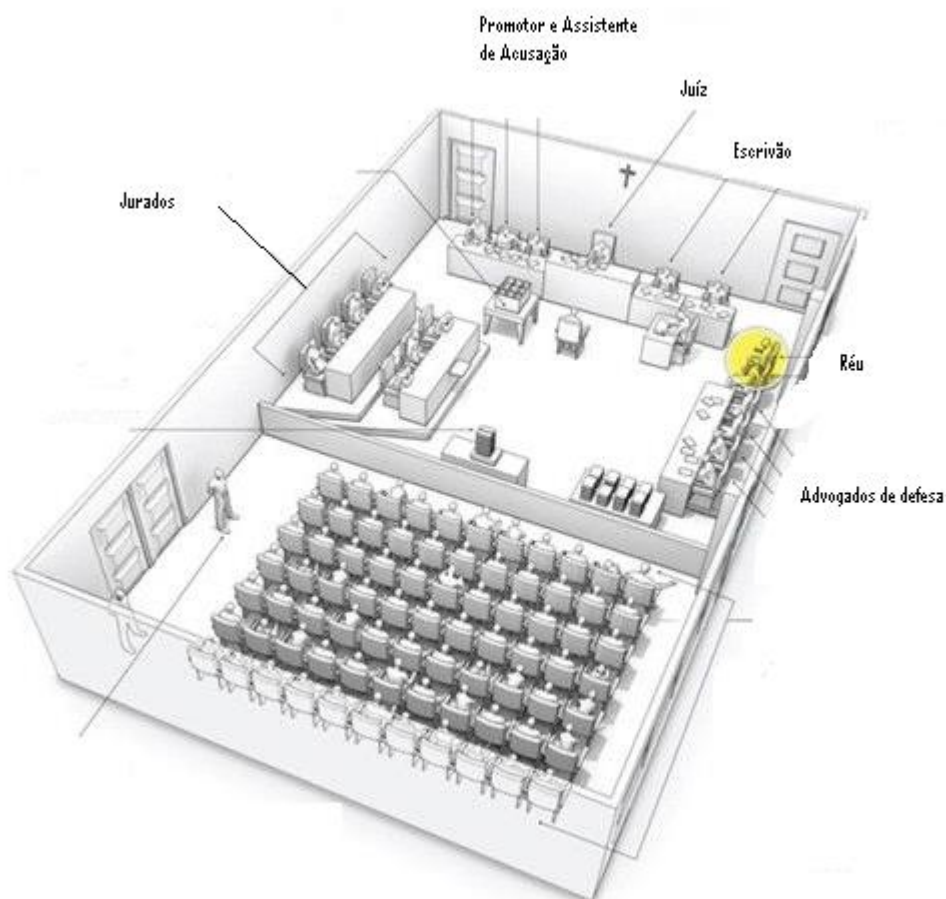 Promotor e Assistente
de Acusação
Juíz
Escrivão
Jurados
Réu
Advogados de defesa